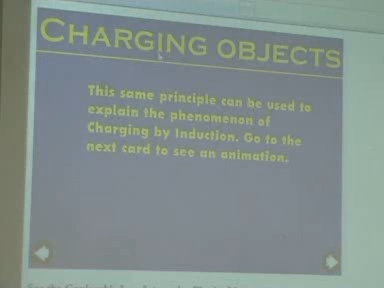 CHARGING OBJECTS
This same principle can be used to
explain the phenomenon of
Charging by Induction. Go to the
next card to see an animation.